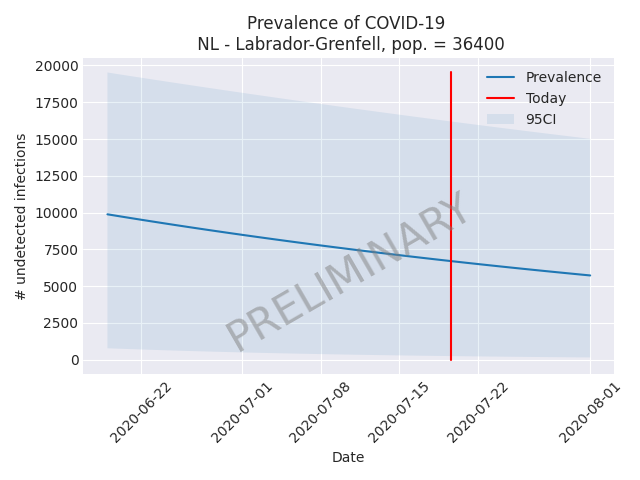 Prevalence of COVID-19
NL - Labrador-Grenfell, pop. = 36400
20000
17500
15000
12500
10000
7500
5000
2500
0
# undetected infections
Prevalence
Today
95CI
PRELIMINARY
2020-06-22
2020-07-01
2020-07-08
2020-07-15
2020-07-22
2020-08-01
Date